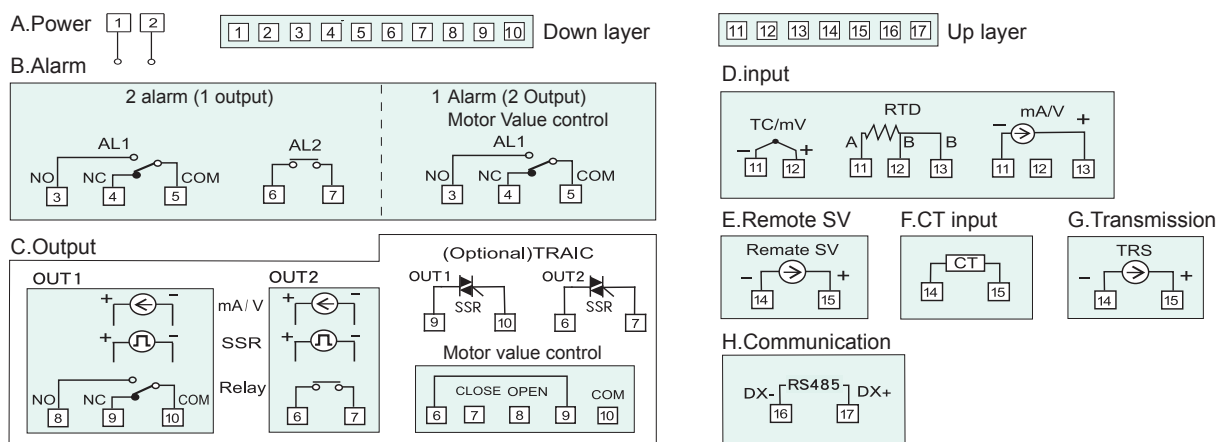 A.Power 1 2
1 2 3 4 5 6 7 8 9 10 Down layer
11 12 13 14 15 16 17 Up layer
B.Alarm
2 alarm (1 output)
AL1
NO NC COM
3 4 5
AL2
6 7
1 Alarm (2 Output)
Motor Value control
AL1
NO NC COM
3 4 5
C.Output
OUT1 OUT2
+ - mA/V + -
+ - SSR + -
Relay
NO NC COM
8 9 10
6 7
(Optional)TRAIC
OUT1 OUT2
SSR SSR
9 10 6 7
Motor value control
CLOSE OPEN COM
6 7 8 9 10
D.input
TC/mV
- +
11 12
RTD
A B B
11 12 13
mA/V
- +
11 12 13
E.Remote SV
Remate SV
- +
14 15
F.CT input
CT
14 15
G.Transmission
TRS
- +
14 15
H.Communication
DX- RS485 DX+
16 17